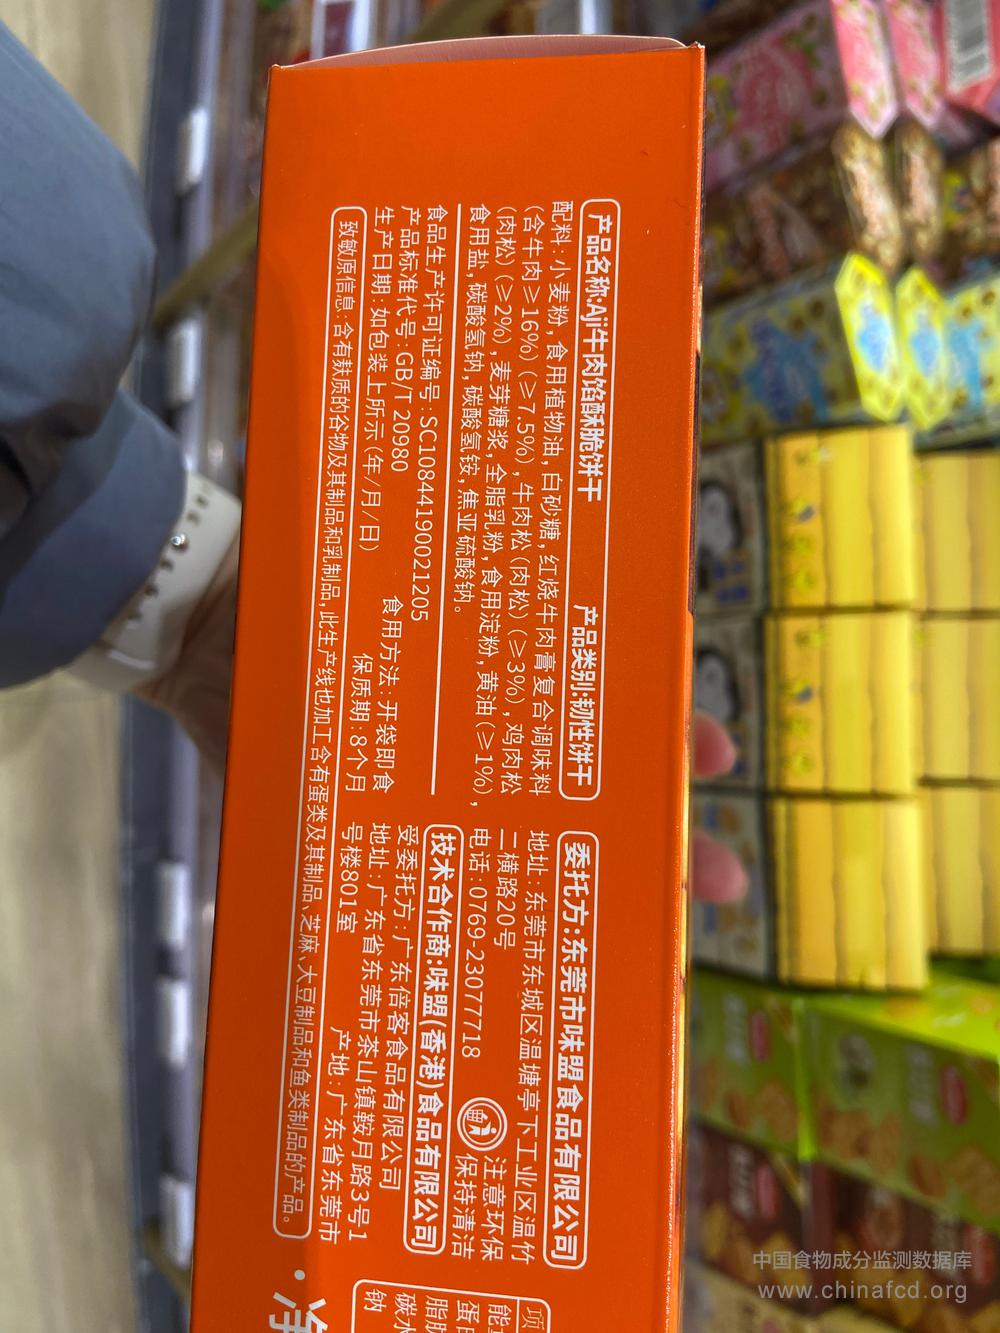 产品名称:Aji牛肉馅酥脆饼干
产品类别:韧性饼干
配料:小麦粉,食用植物油,白砂糖,红烧牛肉膏复合调味料
(含牛肉≥16%)(≥7.5%),牛肉松(肉松)(≥3%),鸡肉松
(肉松)(≥2%),麦芽糖浆,全脂乳粉,食用淀粉,黄油(≥1%),
食用盐,碳酸氢钠,碳酸氢铵,焦亚硫酸钠。
食品生产许可证编号:SC10844190021205
产品标准代号:GB/T 20980
食用方法:开袋即食
生产日期:如包装上所示(年/月/日)
保质期:8个月
致敏原信息:含有麸质的谷物及其制品和乳制品,此生产线也加工含有蛋类及其制品、芝麻、大豆制品和鱼类制品的产品。
委托方:东莞市味盟食品有限公司
地址:东莞市东城区温塘亭下工业区温竹
二横路20号
电话:0769-23077718
注意环保
保持清洁
技术合作商:味盟(香港)食品有限公司
受委托方:广东倍客食品有限公司
地址:广东省东莞市茶山镇鞍月路3号1
号楼801室
产地:广东省东莞市
项
能
蛋
脂肪
碳水
钠
·净
中国食物成分监测数据库
www.chinafcd.org